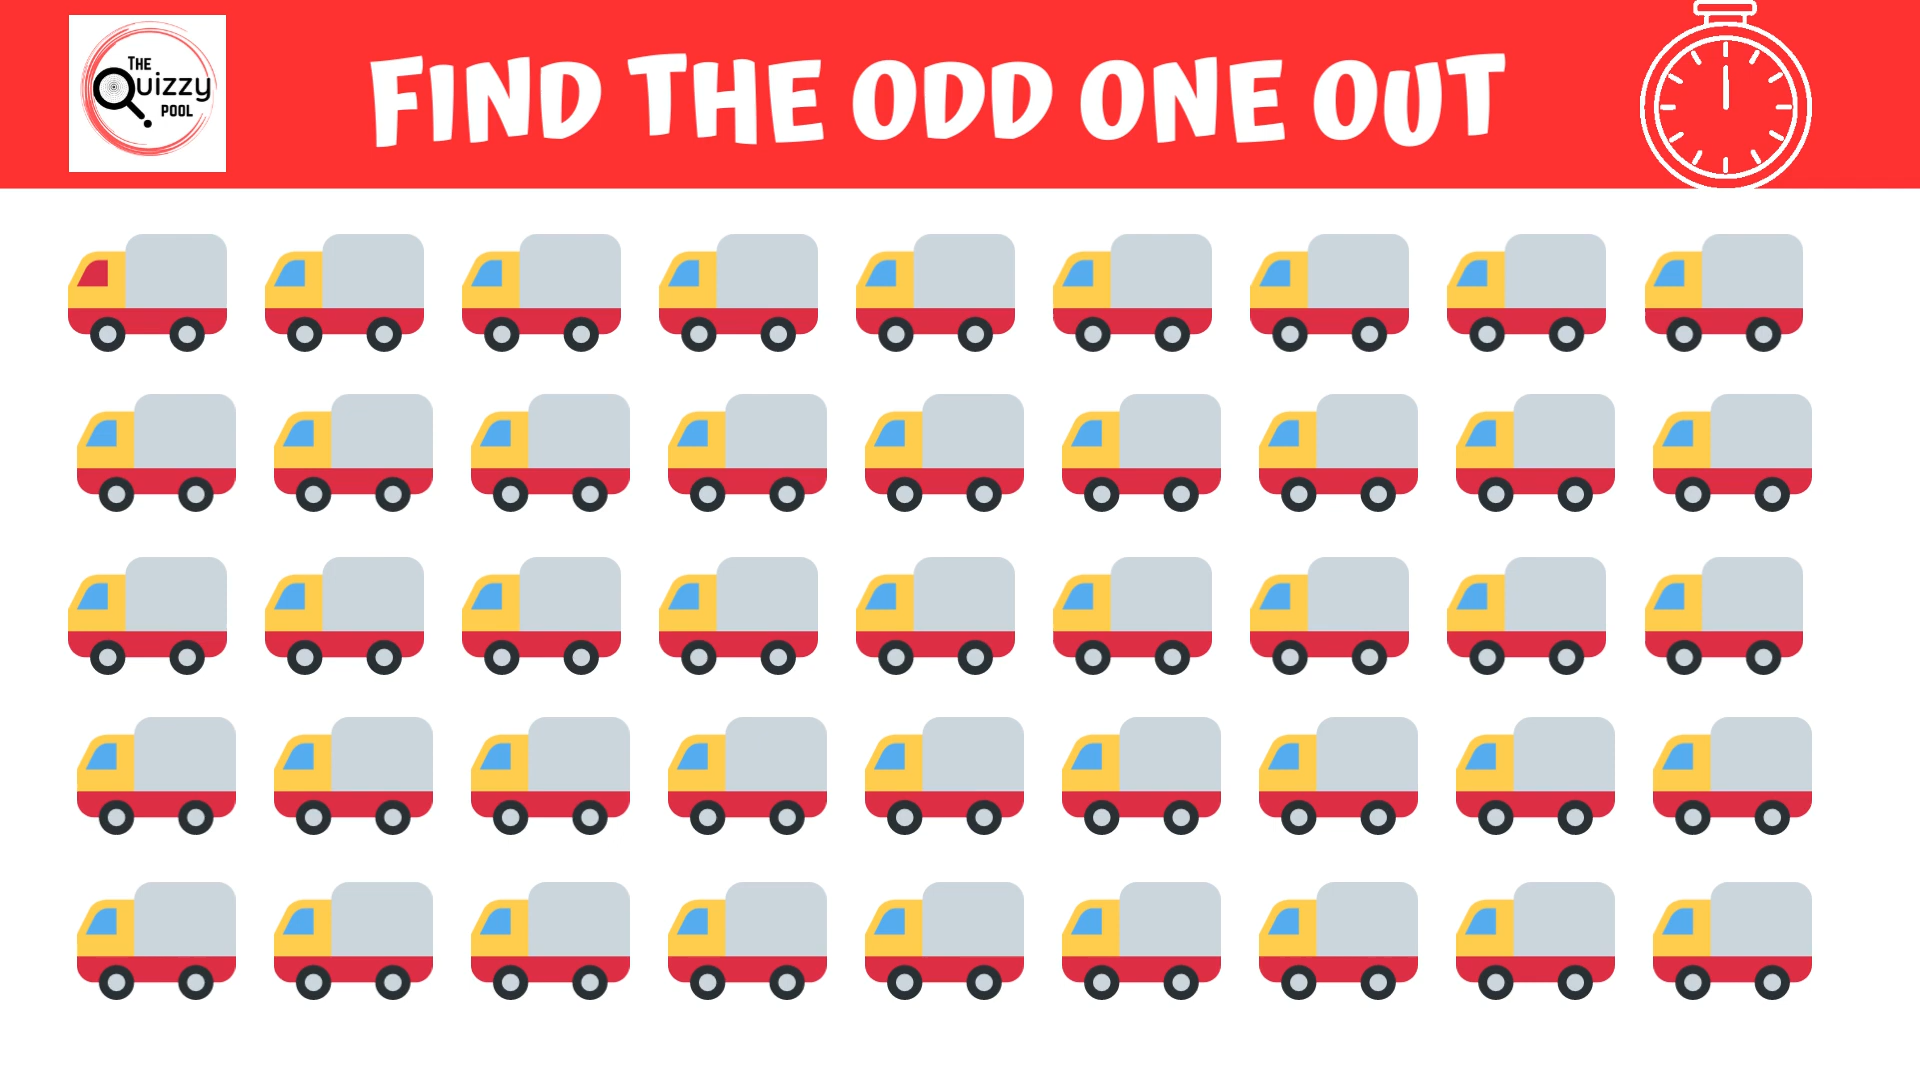 THE
Quizzy
POOL
FIND THE ODD ONE OUT